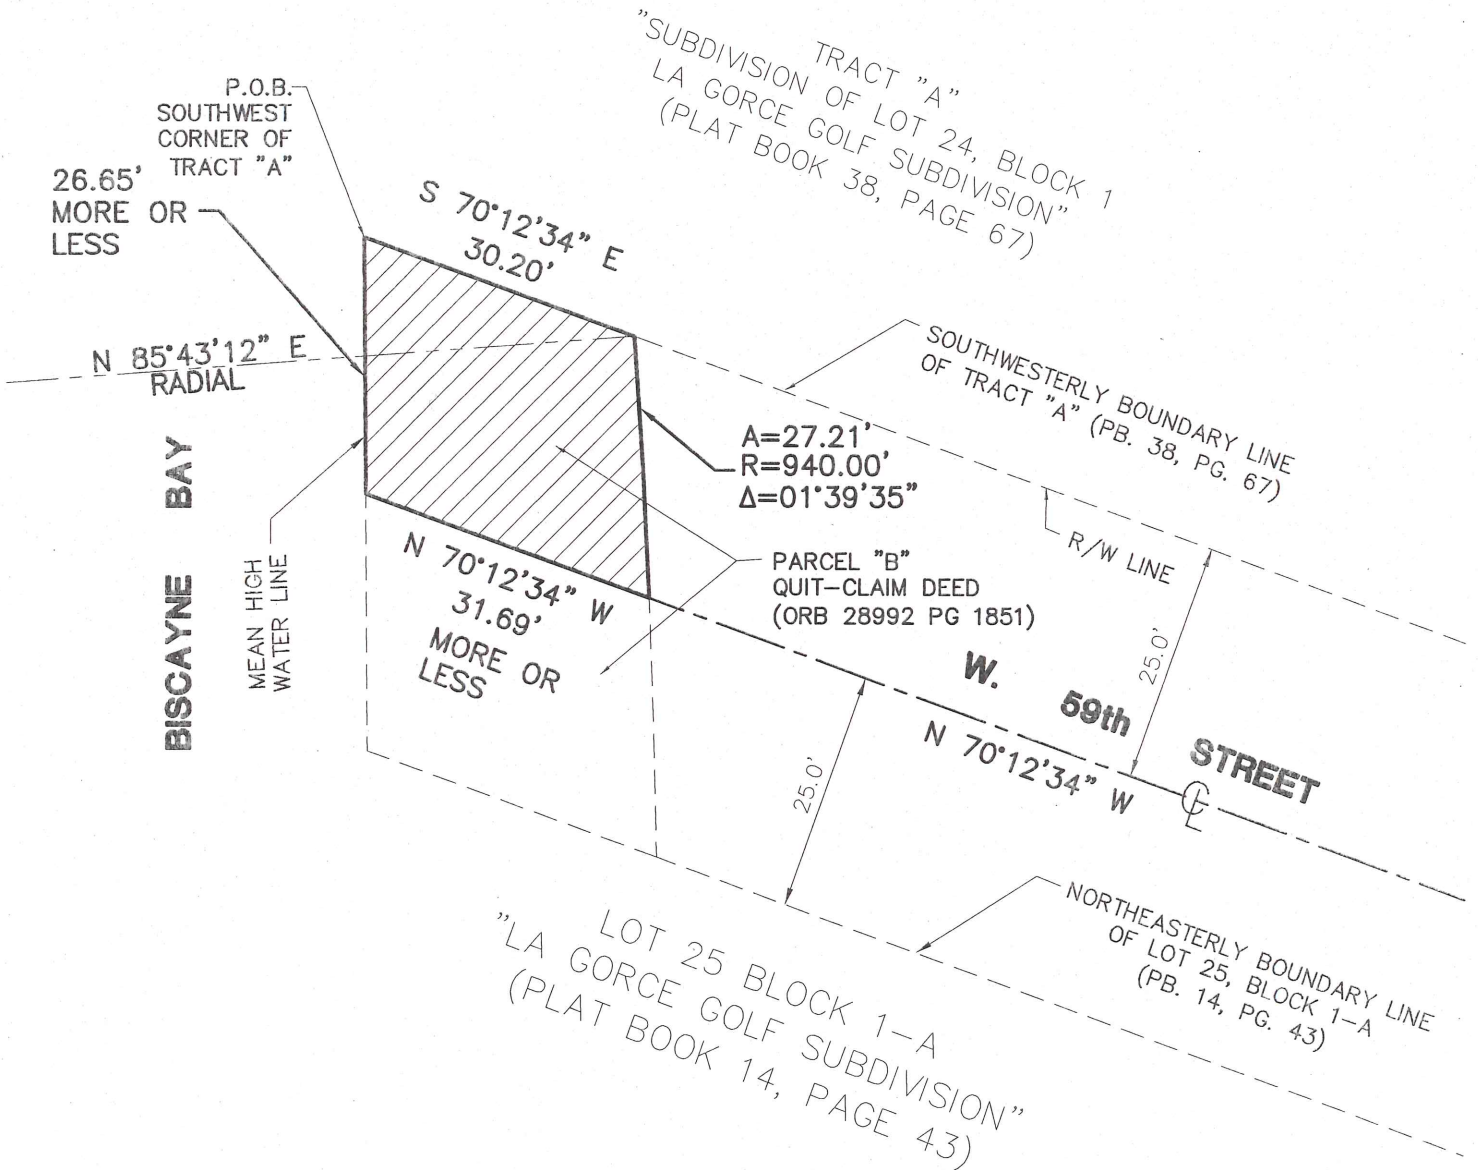 TRACT "A"
"SUBDIVISION OF LOT 24, BLOCK 1
LA GORCE GOLF SUBDIVISION"
(PLAT BOOK 38, PAGE 67)
P.O.B.
SOUTHWEST
CORNER OF
TRACT "A"
26.65'
MORE OR
LESS
S 70°12'34" E
30.20'
N 85°43'12" E
RADIAL
SOUTHWESTERLY BOUNDARY LINE
OF TRACT "A" (PB. 38, PG. 67)
A=27.21'
R=940.00'
Δ=01°39'35"
R/W LINE
BISCAYNE BAY
MEAN HIGH
WATER LINE
N 70°12'34" W
31.69'
MORE OR
LESS
PARCEL "B"
QUIT-CLAIM DEED
(ORB 28992 PG 1851)
25.0'
W. 59th STREET
N 70°12'34" W
CL
25.0'
NORTHEASTERLY BOUNDARY LINE
OF LOT 25, BLOCK 1-A
(PB. 14, PG. 43)
LOT 25 BLOCK 1-A
"LA GORCE GOLF SUBDIVISION"
(PLAT BOOK 14, PAGE 43)